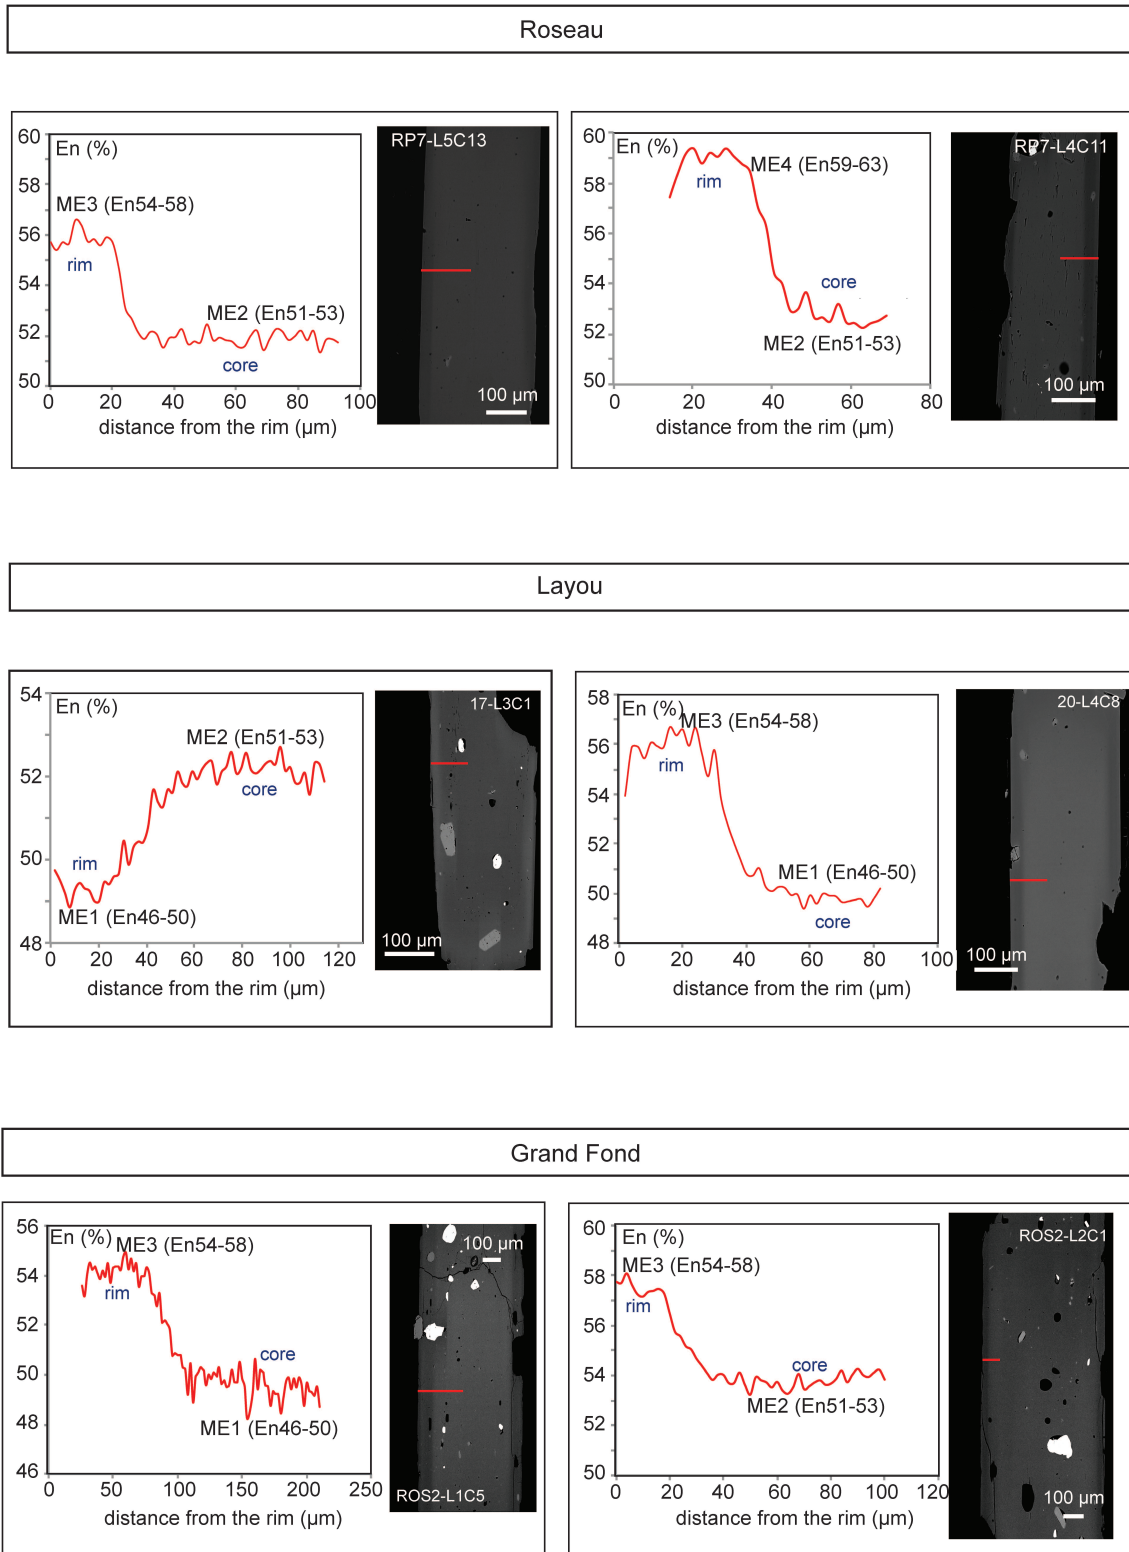 Roseau
60
En (%)
58
ME3 (En54-58)
56
rim
54
ME2 (En51-53)
52
core
50
0 20 40 60 80 100
distance from the rim (µm)
RP7-L5C13
100 µm
60
En (%)
ME4 (En59-63)
58
rim
56
54
core
52
ME2 (En51-53)
50
0 20 40 60 80
distance from the rim (µm)
RP7-L4C11
100 µm
Layou
54
En (%)
ME2 (En51-53)
52
core
50
rim
ME1 (En46-50)
48
0 20 40 60 80 100 120
distance from the rim (µm)
17-L3C1
100 µm
58
En (%)
ME3 (En54-58)
56
rim
54
52
ME1 (En46-50)
50
core
48
0 20 40 60 80 100
distance from the rim (µm)
20-L4C8
100 µm
Grand Fond
56
En (%)
ME3 (En54-58)
54
rim
52
core
50
48
ME1 (En46-50)
46
0 50 100 150 200 250
distance from the rim (µm)
100 µm
ROS2-L1C5
60
En (%)
ME3 (En54-58)
58
rim
56
core
54
ME2 (En51-53)
52
50
0 20 40 60 80 100 120
distance from the rim (µm)
ROS2-L2C1
100 µm